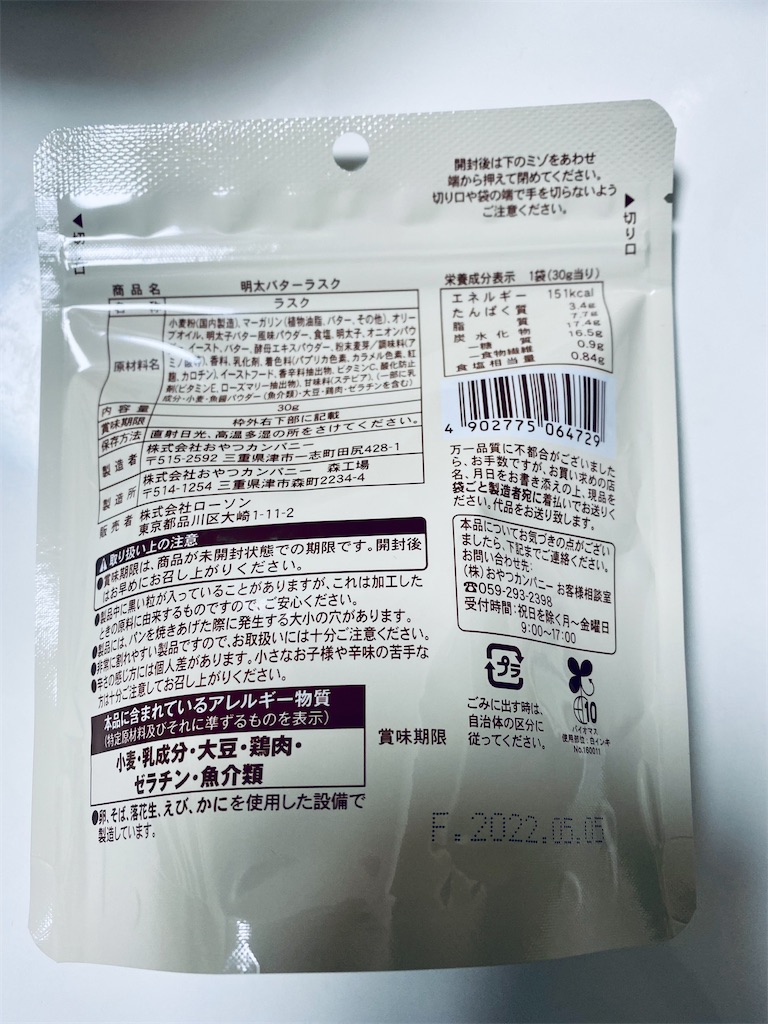 開封後は下のミゾをあわせ
端から押えて閉めてください。
切り口や袋の端で手を切らないよう
ご注意ください。
▶切り口
◀切り口
商品名 明太バターラスク
名称 ラスク
原材料名 小麦粉(国内製造)、マーガリン(植物油脂、バター、その他)、オリー
ブオイル、明太子バター風味パウダー、食塩、明太子、オニオンパウ
ダー、イースト、バター、酵母エキスパウダー、粉末麦芽／調味料(ア
ミノ酸等)、香料、乳化剤、着色料(パプリカ色素、カラメル色素、紅
麹、カロチン)、イーストフード、香辛料抽出物、ビタミンC、酸化防止
剤(ビタミンE、ローズマリー抽出物)、甘味料(ステビア)、(一部に乳
成分・小麦・魚醤パウダー(魚介類)・大豆・鶏肉・ゼラチンを含む)
内容量 30g
賞味期限 枠外右下部に記載
保存方法 直射日光、高温多湿の所をさけてください。
製造者 株式会社おやつカンパニー
〒515-2592 三重県津市一志町田尻428-1
製造所 株式会社おやつカンパニー 森工場
〒514-1254 三重県津市森町2234-4
販売者 株式会社ローソン
東京都品川区大崎1-11-2
栄養成分表示 1袋(30g当り)
エネルギー 151kcal
たんぱく質 3.4g
脂質 7.7g
炭水化物 17.4g
－糖質 16.5g
－食物繊維 0.9g
食塩相当量 0.84g
4 902775 064729
万一品質に不都合がございました
ら、お手数ですが、お買い求めの店
名、月日をお書き添えの上、現品を
袋ごと製造者宛に着払いでお送りく
ださい。代品をお送り致します。
本品についてお気づきの点がござい
ましたら、下記までご連絡ください。
お問い合わせ先:
(株)おやつカンパニー お客様相談室
☎059-293-2398
受付時間:祝日を除く月～金曜日
9:00～17:00
⚠取り扱い上の注意
●賞味期限は、商品が未開封状態での期限です。開封後
はお早めにお召し上がりください。
●製品中に黒い粒が入っていることがありますが、これは加工した
ときの原料に由来するものですので、ご安心ください。
●製品には、パンを焼きあげた際に発生する大小の穴があります。
●非常に割れやすい製品ですので、お取扱いには十分ご注意ください。
●辛さの感じ方には個人差があります。小さなお子様や辛味の苦手な
方は十分ご注意してお召し上がりください。
本品に含まれているアレルギー物質
(特定原材料及びそれに準ずるものを表示)
小麦・乳成分・大豆・鶏肉・
ゼラチン・魚介類
●卵、そば、落花生、えび、かにを使用した設備で
製造しています。
プラ
ごみに出す時は、
自治体の区分に
従ってください。
10
バイオマス
使用部位:白インキ
No.160011
賞味期限
F.2022.05.05